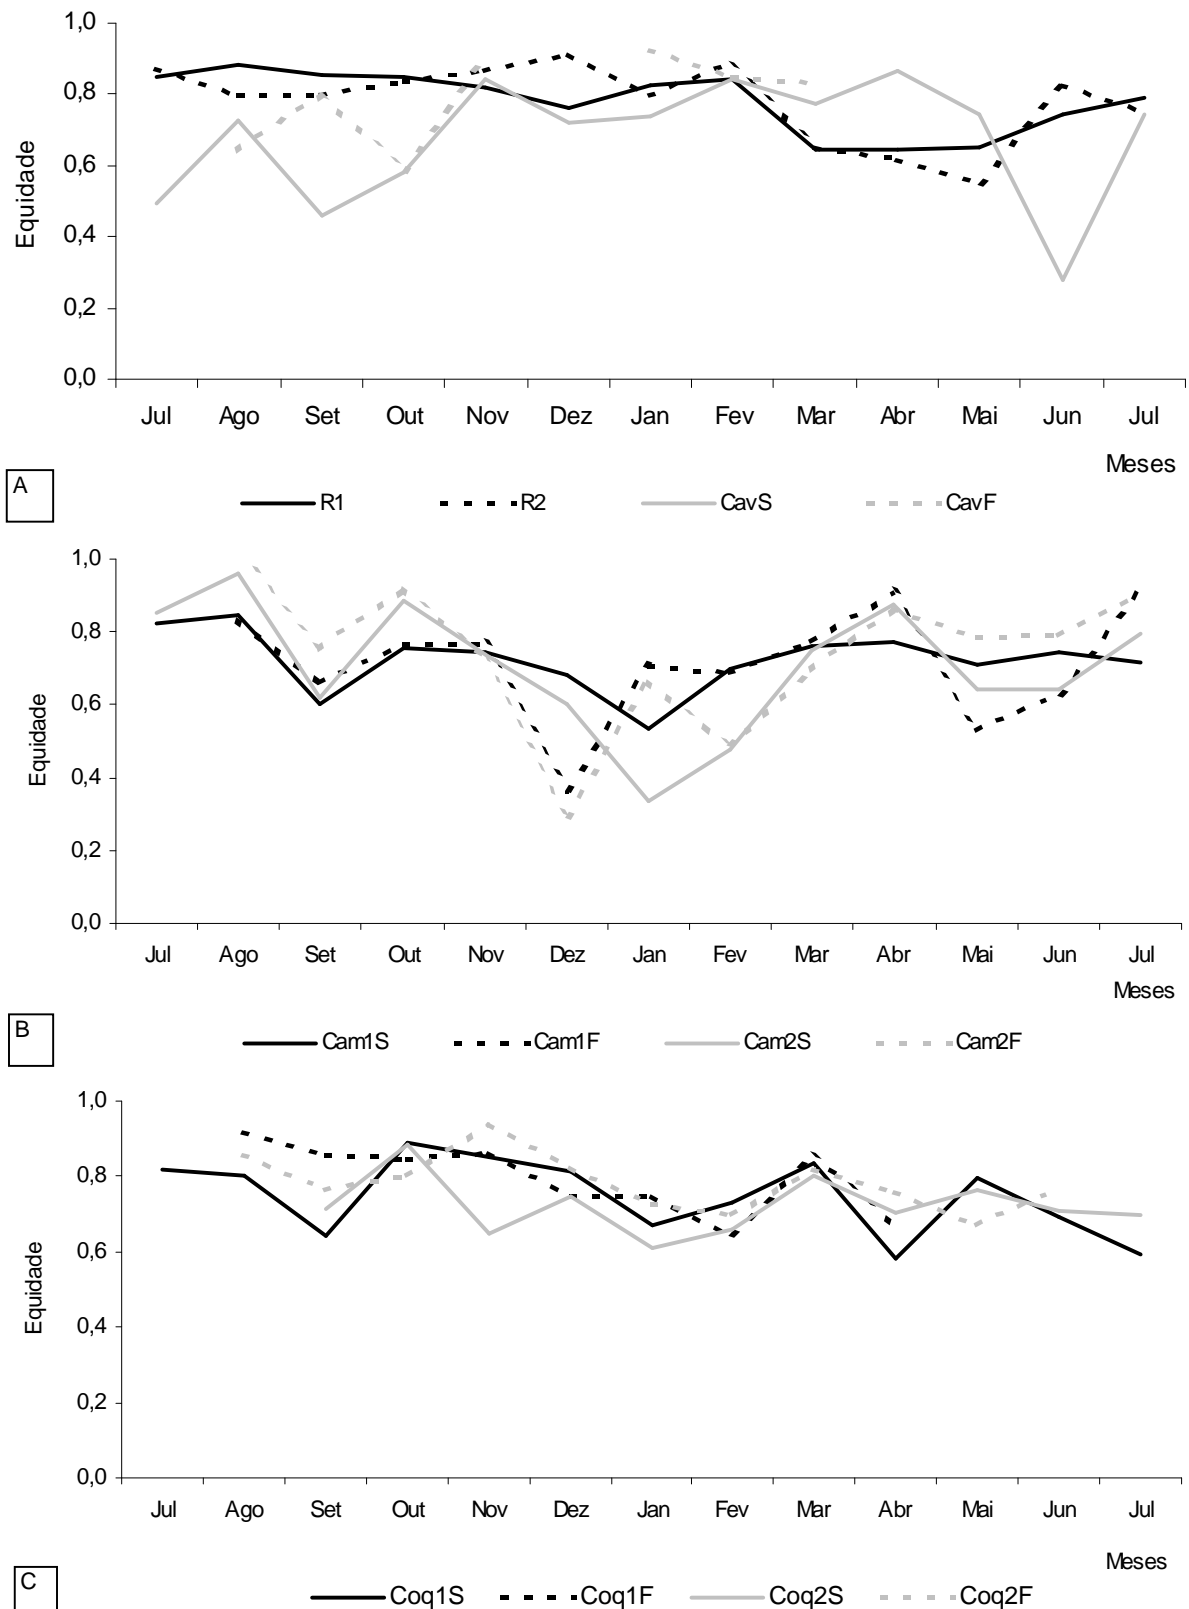 1,0
0,8
0,6
0,4
0,2
0,0
Equidade
Jul Ago Set Out Nov Dez Jan Fev Mar Abr Mai Jun Jul
Meses
A
R1 R2 CavS CavF
1,0
0,8
0,6
0,4
0,2
0,0
Equidade
Jul Ago Set Out Nov Dez Jan Fev Mar Abr Mai Jun Jul
Meses
B
Cam1S Cam1F Cam2S Cam2F
1,0
0,8
0,6
0,4
0,2
0,0
Equidade
Jul Ago Set Out Nov Dez Jan Fev Mar Abr Mai Jun Jul
Meses
C
Coq1S Coq1F Coq2S Coq2F